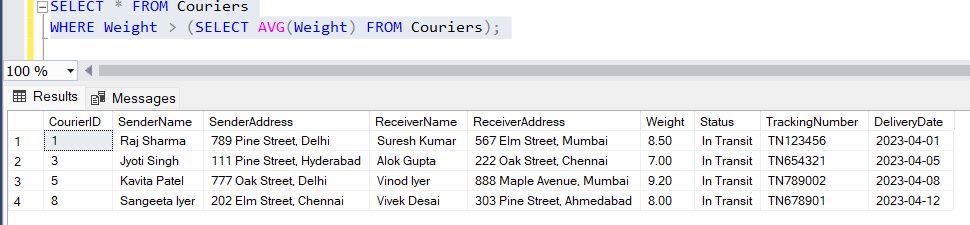 SELECT * FROM Couriers
WHERE Weight > (SELECT AVG(Weight) FROM Couriers);
100 %
Results Messages
CourierID SenderName SenderAddress ReceiverName ReceiverAddress Weight Status TrackingNumber DeliveryDate
1 1 Raj Sharma 789 Pine Street, Delhi Suresh Kumar 567 Elm Street, Mumbai 8.50 In Transit TN123456 2023-04-01
2 3 Jyoti Singh 111 Pine Street, Hyderabad Alok Gupta 222 Oak Street, Chennai 7.00 In Transit TN654321 2023-04-05
3 5 Kavita Patel 777 Oak Street, Delhi Vinod Iyer 888 Maple Avenue, Mumbai 9.20 In Transit TN789002 2023-04-08
4 8 Sangeeta Iyer 202 Elm Street, Chennai Vivek Desai 303 Pine Street, Ahmedabad 8.00 In Transit TN678901 2023-04-12